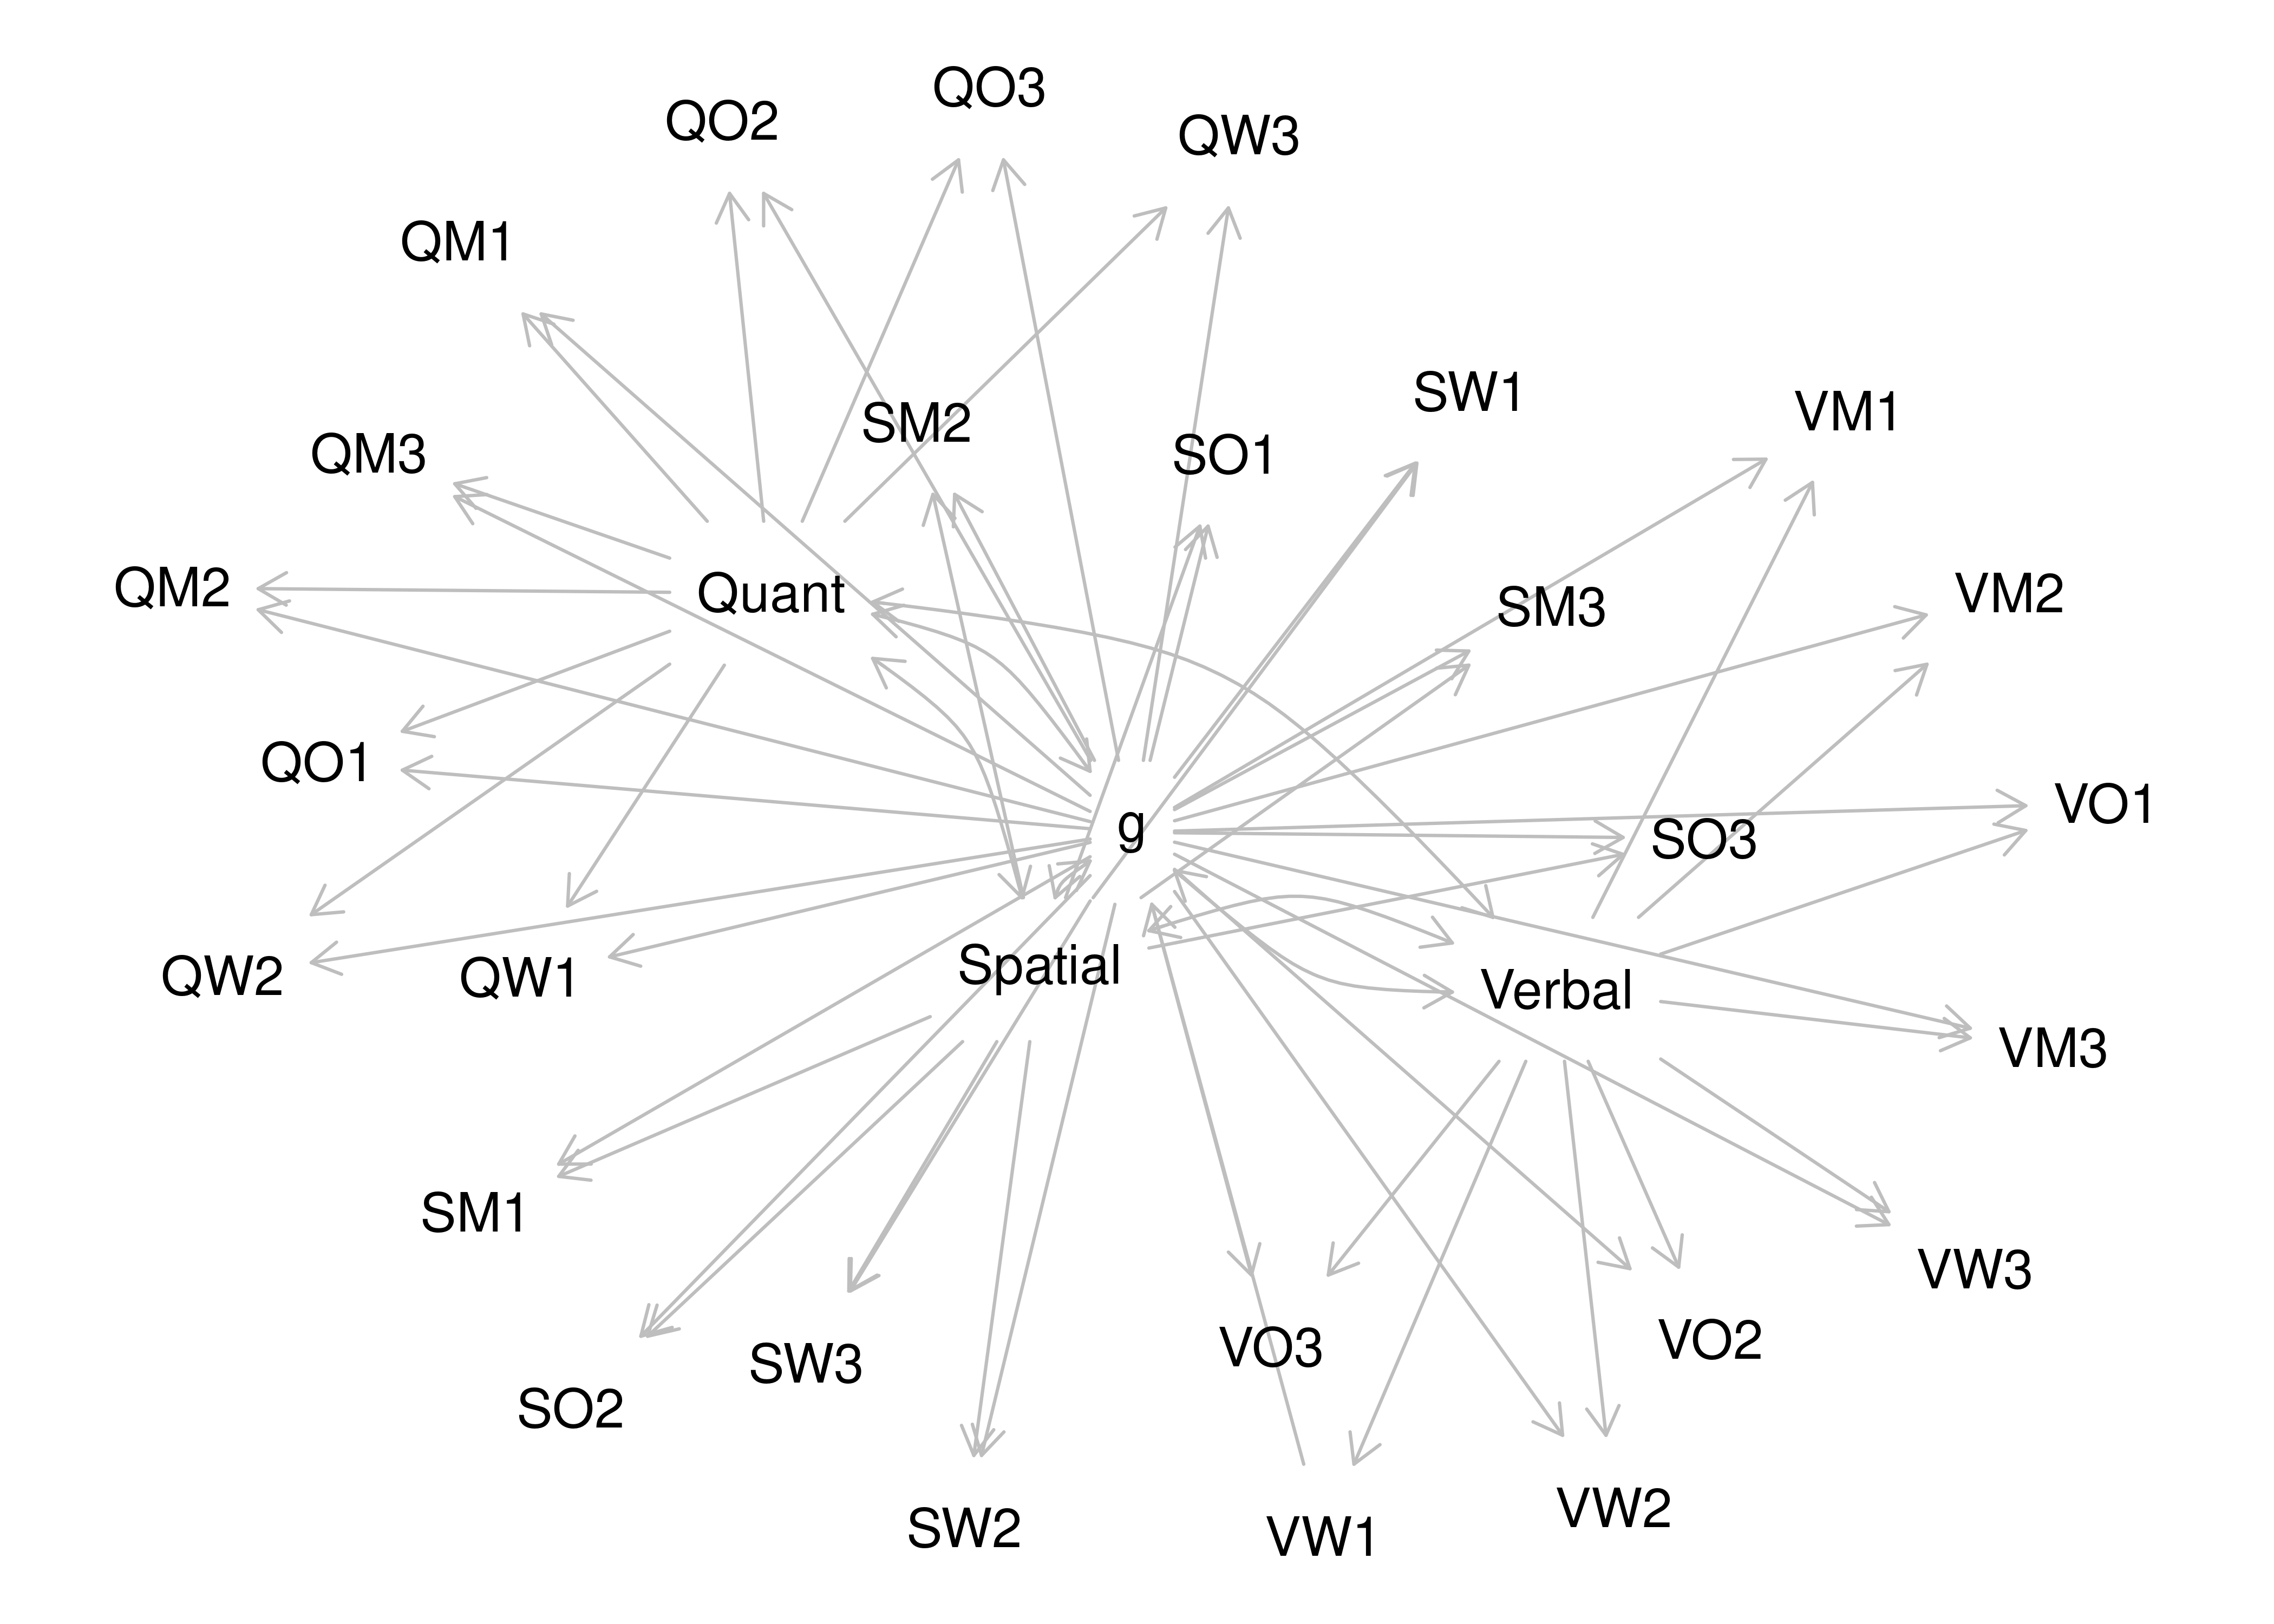 QO3
QO2
QW3
QM1
SW1
VM1
SM2
QM3
SO1
QM2
Quant
SM3
VM2
QO1
g
SO3
VO1
QW2
QW1
Spatial
Verbal
VM3
SM1
VW3
SW3
VO3
VO2
SO2
SW2
VW1
VW2